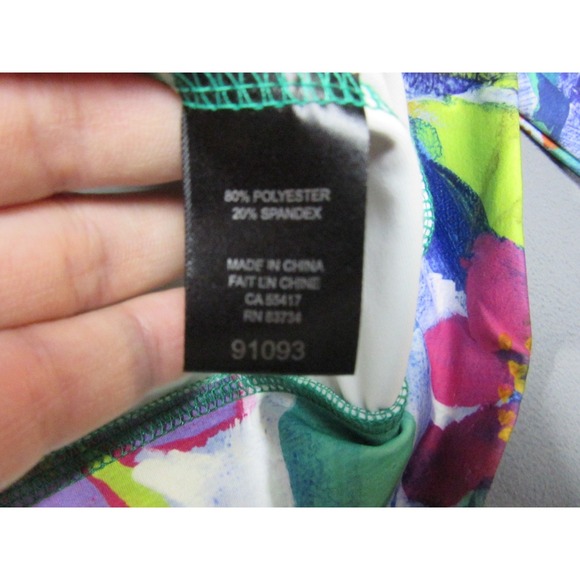 80% POLYESTER
20% SPANDEX
MADE IN CHINA
FAIT EN CHINE
CA 55417
RN 83734
91093